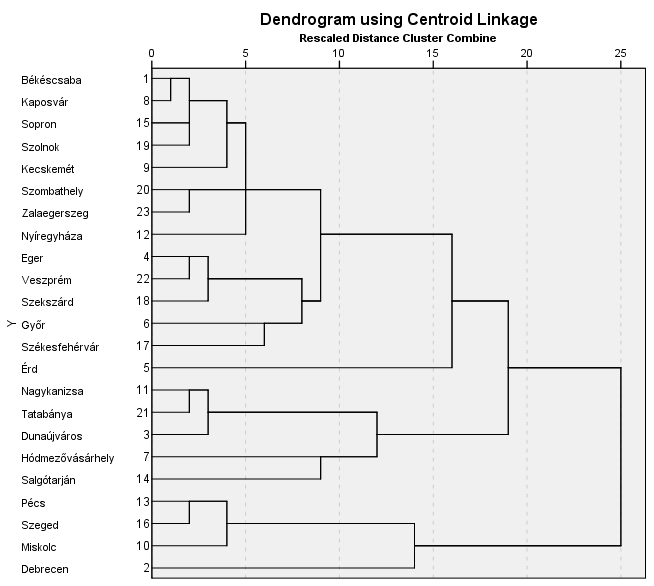 Dendrogram using Centroid Linkage
Rescaled Distance Cluster Combine
0 5 10 15 20 25
Békéscsaba 1
Kaposvár 8
Sopron 15
Szolnok 19
Kecskemét 9
Szombathely 20
Zalaegerszeg 23
Nyíregyháza 12
Eger 4
Veszprém 22
Szekszárd 18
Y
Győr 6
Székesfehérvár 17
Érd 5
Nagykanizsa 11
Tatabánya 21
Dunaújváros 3
Hódmezővásárhely 7
Salgótarján 14
Pécs 13
Szeged 16
Miskolc 10
Debrecen 2